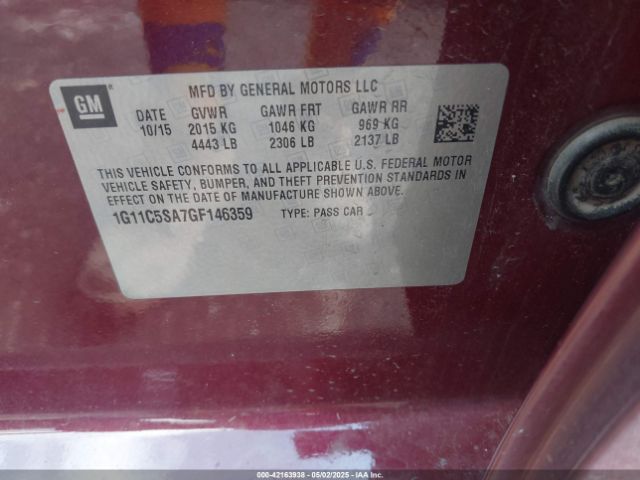 MFD BY GENERAL MOTORS LLC
GM
DATE GVWR GAWR FRT GAWR RR
10/15 2015 KG 1046 KG 969 KG
4443 LB 2306 LB 2137 LB
THIS VEHICLE CONFORMS TO ALL APPLICABLE U.S. FEDERAL MOTOR
VEHICLE SAFETY, BUMPER, AND THEFT PREVENTION STANDARDS IN
EFFECT ON THE DATE OF MANUFACTURE SHOWN ABOVE.
1G11C5SA7GF146359 TYPE: PASS CAR
000-42163938 - 05/02/2025 - IAAI.COM